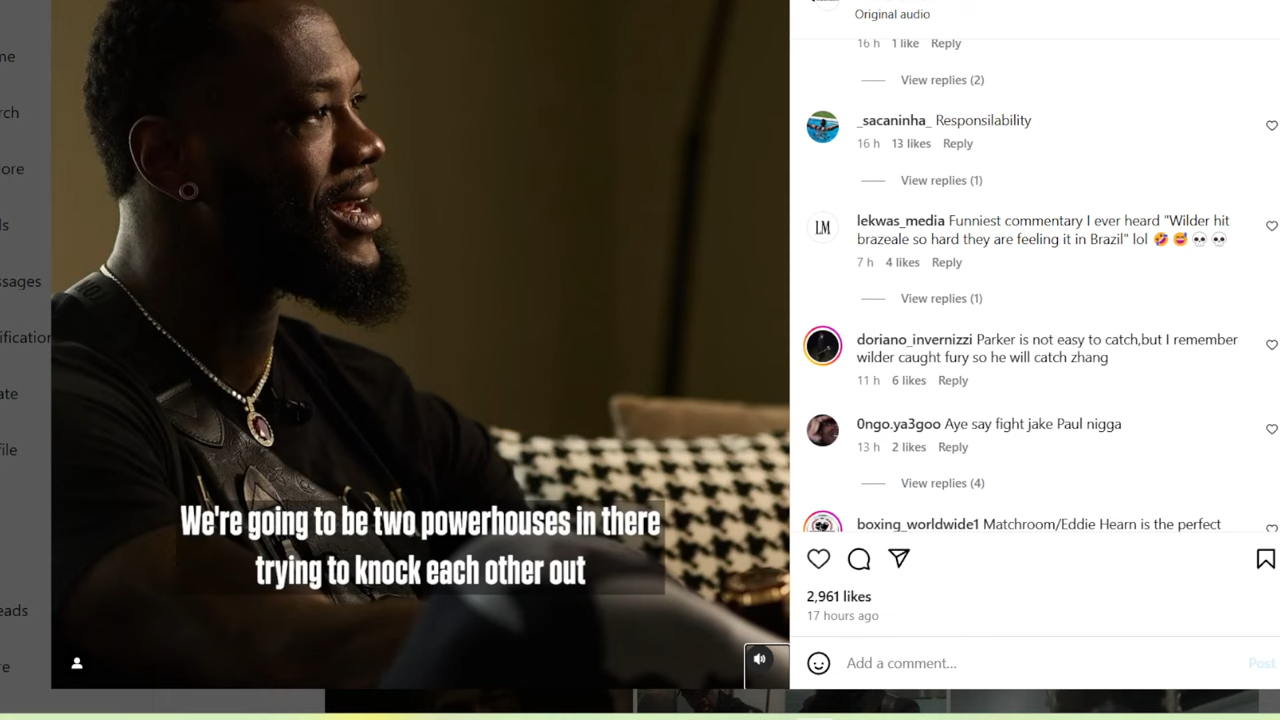 me
rch
ore
ls
ssages
ification
ate
file
eads
re
We're going to be two powerhouses in there
trying to knock each other out
Original audio
16 h 1 like Reply
View replies (2)
_sacaninha_ Responsilability
16 h 13 likes Reply
View replies (1)
LM
lekwas_media Funniest commentary I ever heard "Wilder hit
brazeale so hard they are feeling it in Brazil" lol 🤣 😅 💀 💀
7 h 4 likes Reply
View replies (1)
doriano_invernizzi Parker is not easy to catch,but I remember
wilder caught fury so he will catch zhang
11 h 6 likes Reply
0ngo.ya3goo Aye say fight jake Paul nigga
13 h 2 likes Reply
View replies (4)
boxing_worldwide1 Matchroom/Eddie Hearn is the perfect
2,961 likes
17 hours ago
Add a comment...
Post